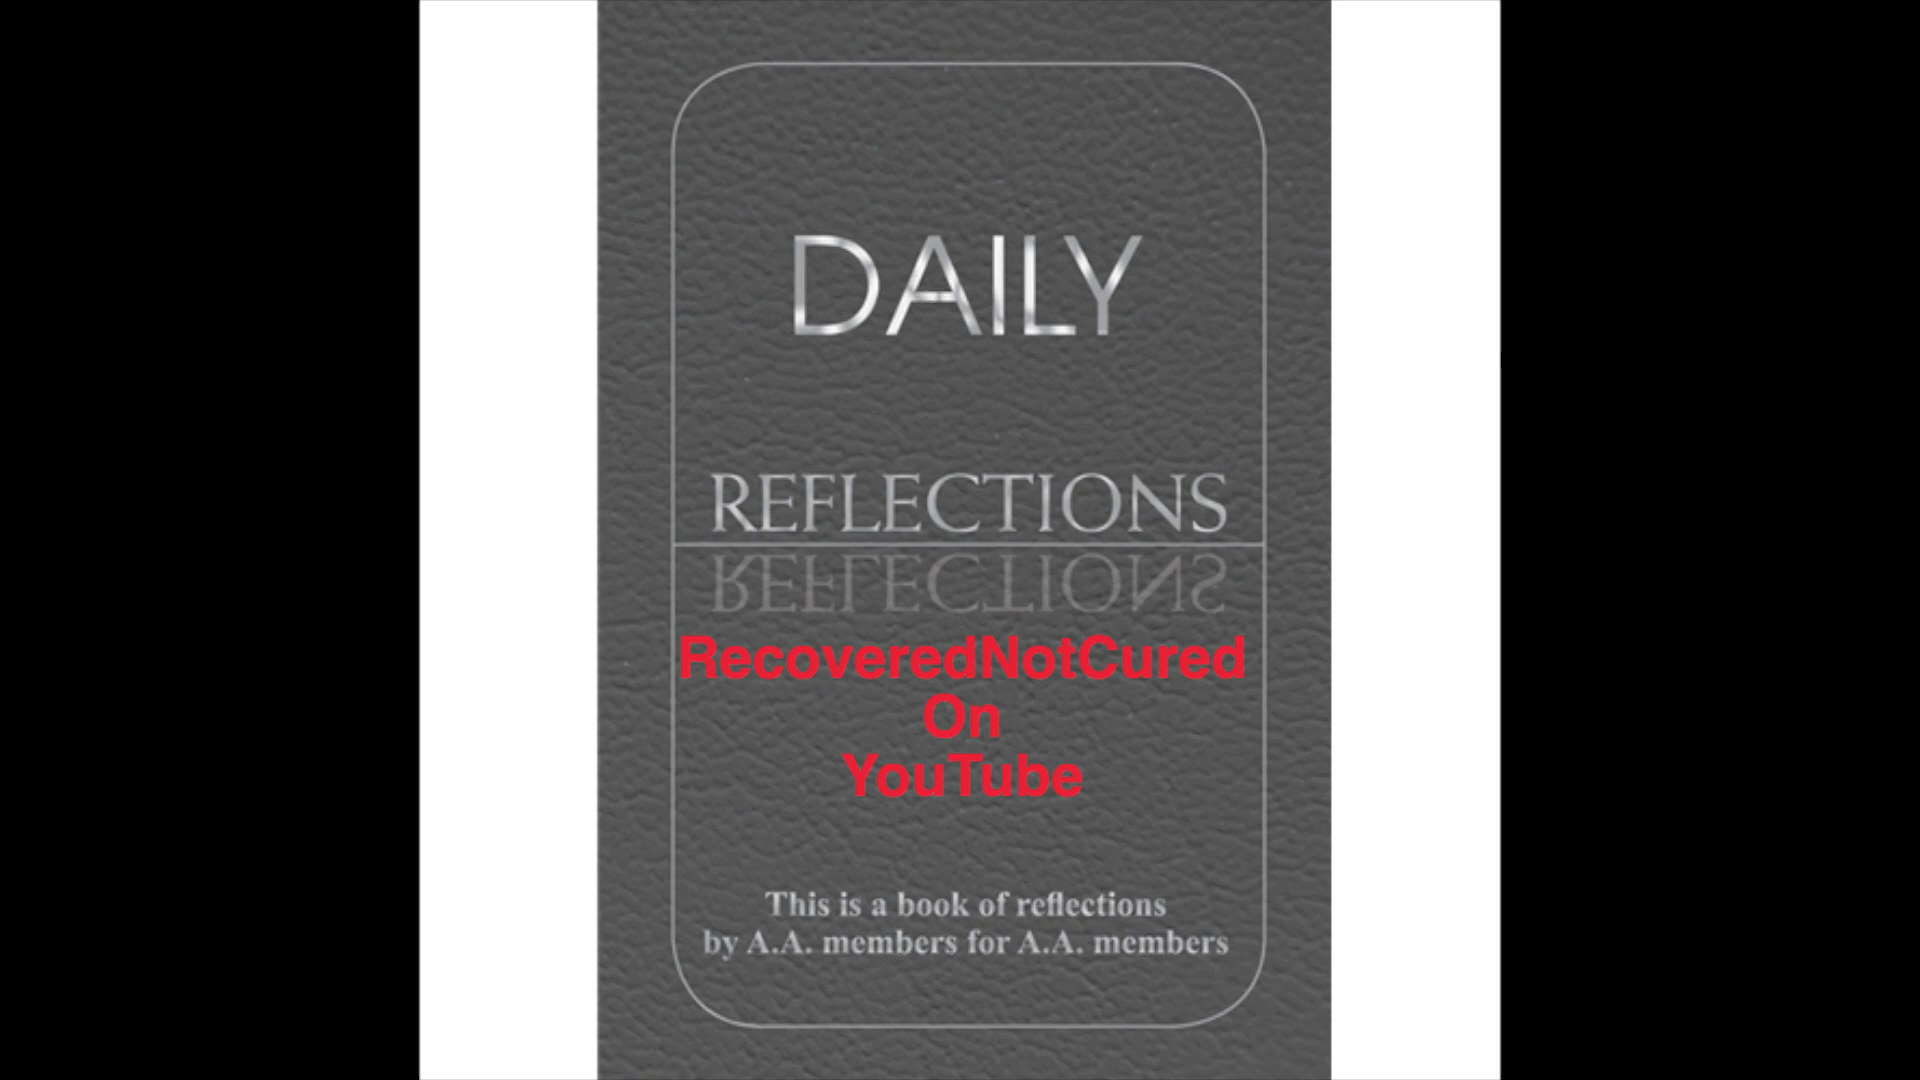 DAILY
REFLECTIONS
REFLECTIONS
RecoveredNotCured
On
YouTube
This is a book of reflections
by A.A. members for A.A. members